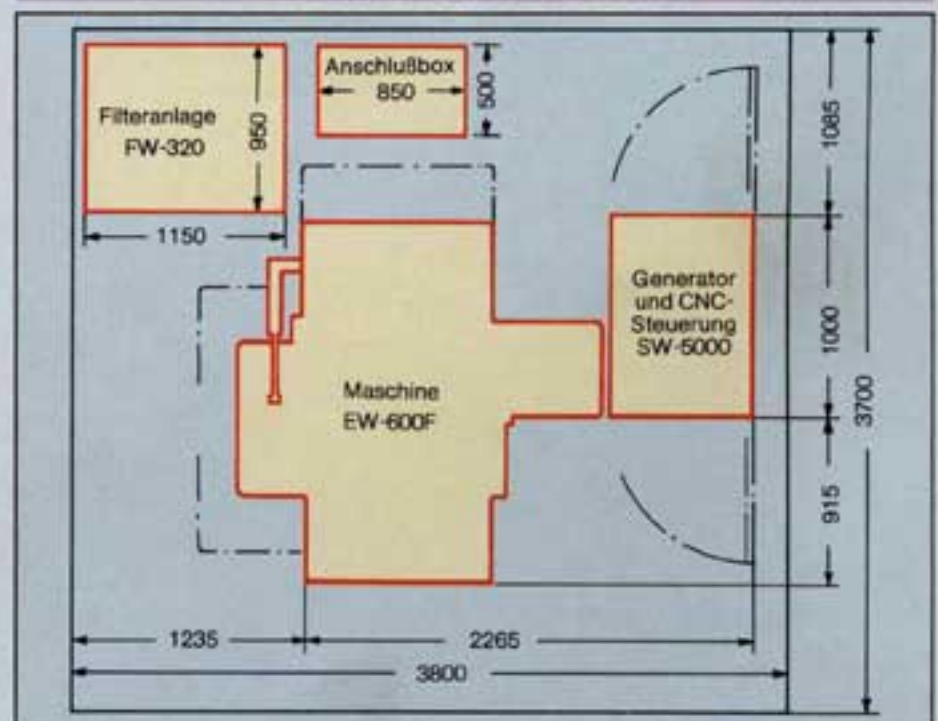 Anschlußbox
850
500
Filteranlage
FW-320
950
1150
1085
Generator
und CNC-
Steuerung
SW-5000
1000
3700
Maschine
EW-600F
915
1235
2265
3800